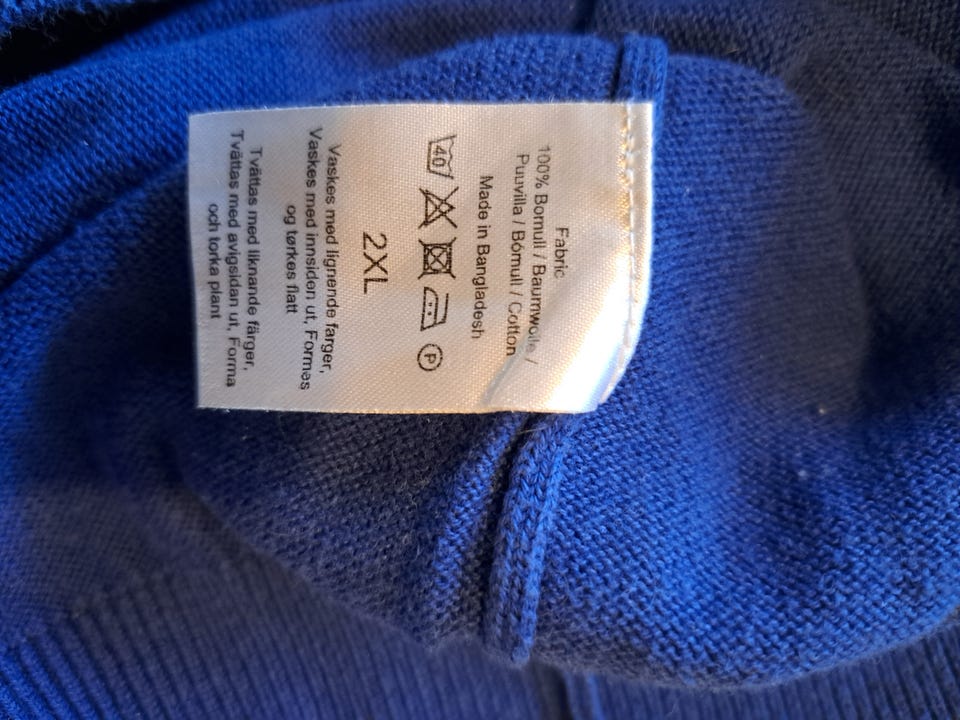 Fabric
100% Bomull / Baumwolle /
Puuvilla / Bómull / Cotton
Made in Bangladesh
40 P
2XL
Vaskes med lignende farger,
Vaskes med innsiden ut, Formes
og tørkes flatt
Tvättas med liknande färger,
Tvättas med avigsidan ut, Forma
och torka plant